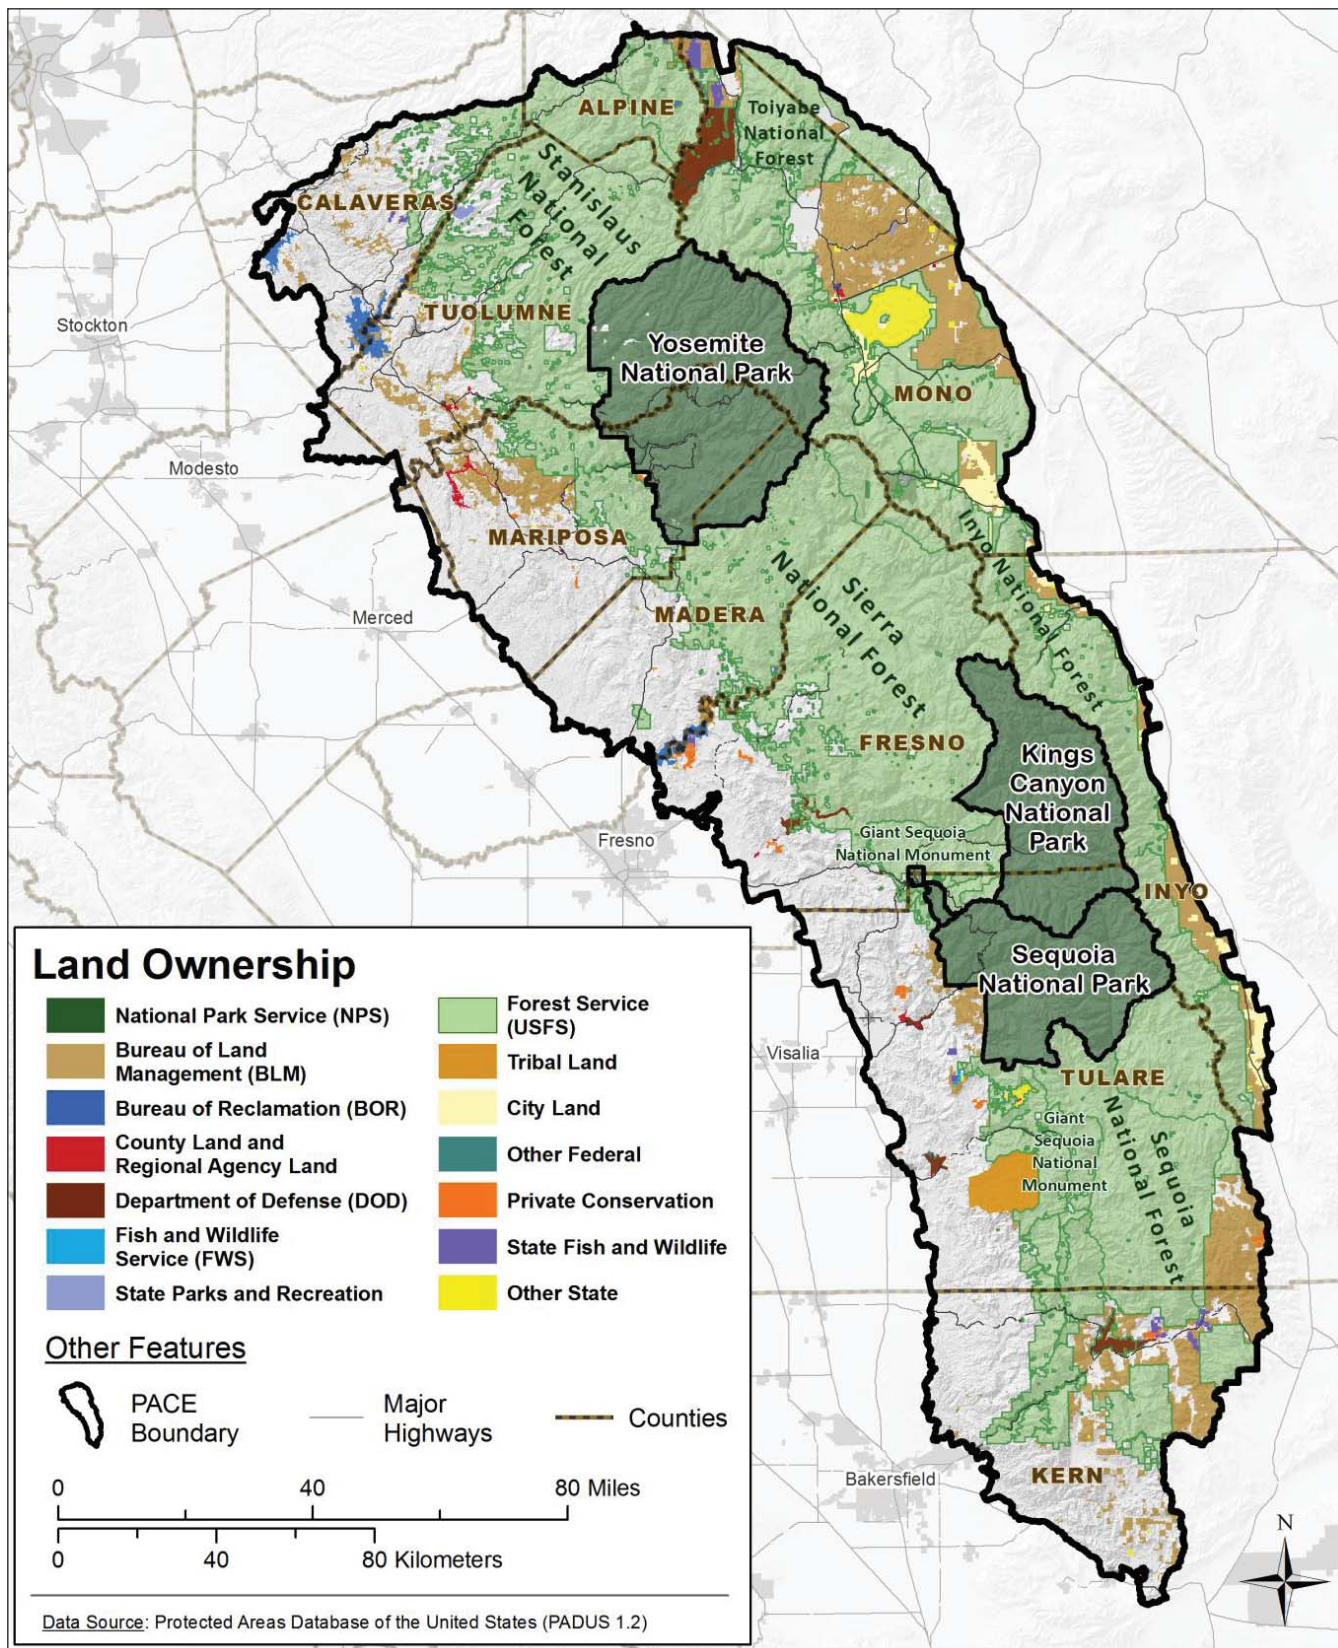 ALPINE
Toiyabe
National
Forest
Stanislaus
National
Forest
CALAVERAS
TUOLUMNE
Stockton
Yosemite
National Park
MONO
Modesto
MARIPOSA
Inyo National Forest
Sierra
National Forest
Merced
MADERA
FRESNO
Kings
Canyon
National
Park
Fresno
Giant Sequoia
National Monument
INYO
Sequoia
National Park
Visalia
TULARE
Giant
Sequoia
National
Monument
Sequoia
National Forest
Bakersfield
KERN
N
Land Ownership
National Park Service (NPS)
Bureau of Land
Management (BLM)
Bureau of Reclamation (BOR)
County Land and
Regional Agency Land
Department of Defense (DOD)
Fish and Wildlife
Service (FWS)
State Parks and Recreation
Forest Service
(USFS)
Tribal Land
City Land
Other Federal
Private Conservation
State Fish and Wildlife
Other State
Other Features
PACE
Boundary
Major
Highways
Counties
0 40 80 Miles
0 40 80 Kilometers
Data Source: Protected Areas Database of the United States (PADUS 1.2)